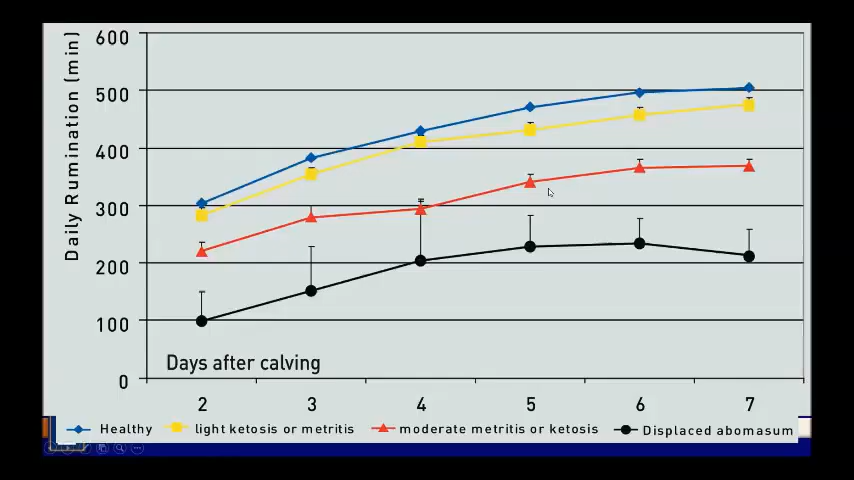 Daily Rumination (min)
600
500
400
300
200
100
0
Days after calving
2 3 4 5 6 7
Healthy light ketosis or metritis moderate metritis or ketosis Displaced abomasum